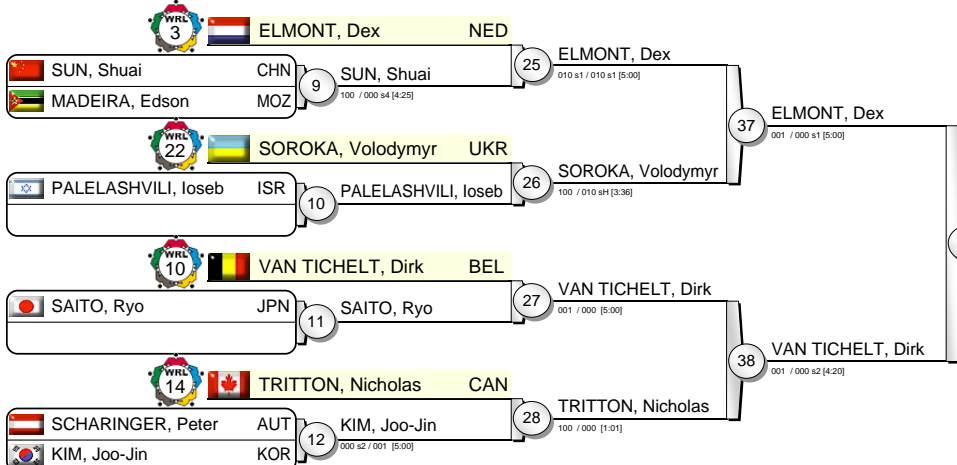 WRL
3
ELMONT, Dex NED
SUN, Shuai CHN
MADEIRA, Edson MOZ
9
SUN, Shuai
100 / 000 s4 [4:25]
25
ELMONT, Dex
010 s1 / 010 s1 [5:00]
WRL
22
SOROKA, Volodymyr UKR
PALELASHVILI, Ioseb ISR
10
PALELASHVILI, Ioseb
26
SOROKA, Volodymyr
100 / 010 sH [3:36]
37
ELMONT, Dex
001 / 000 s1 [5:00]
WRL
10
VAN TICHELT, Dirk BEL
SAITO, Ryo JPN
11
SAITO, Ryo
27
VAN TICHELT, Dirk
001 / 000 [5:00]
WRL
14
TRITTON, Nicholas CAN
SCHARINGER, Peter AUT
KIM, Joo-Jin KOR
12
KIM, Joo-Jin
000 s2 / 001 [5:00]
28
TRITTON, Nicholas
100 / 000 [1:01]
38
VAN TICHELT, Dirk
001 / 000 s2 [4:20]